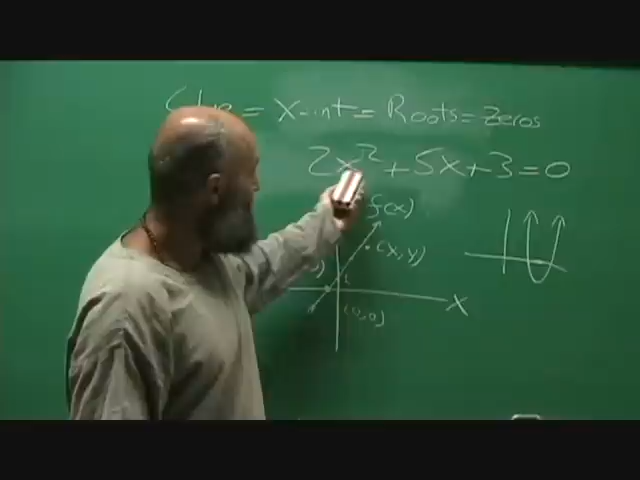 = X-int = Roots = Zeros
2x² + 5x + 3 = 0
f(x)
(x, y)
X
(0,0)